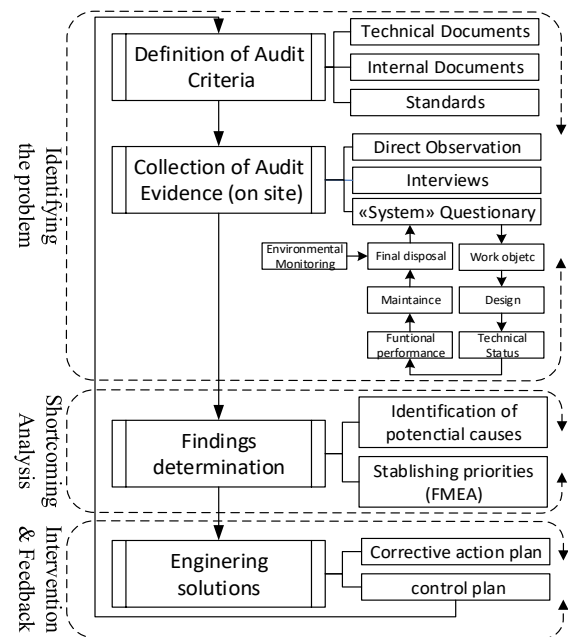 Identifying
the problem
Definition of Audit
Criteria
Technical Documents
Internal Documents
Standards
Collection of Audit
Evidence (on site)
Direct Observation
Interviews
«System» Questionary
Environmental
Monitoring
Final disposal
Work objetc
Maintaince
Design
Funtional
performance
Technical
Status
Shortcoming
Analysis
Findings
determination
Identification of
potenctial causes
Stablishing priorities
(FMEA)
Intervention
& Feedback
Enginering
solutions
Corrective action plan
control plan